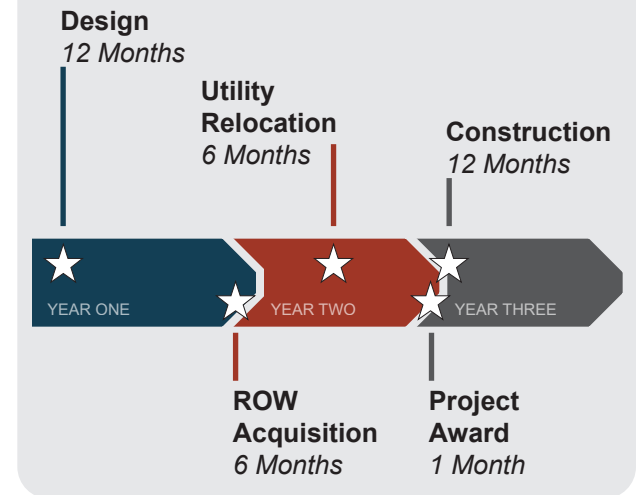 Design
12 Months
Utility
Relocation
6 Months
Construction
12 Months
YEAR ONE
YEAR TWO
YEAR THREE
ROW
Acquisition
6 Months
Project
Award
1 Month